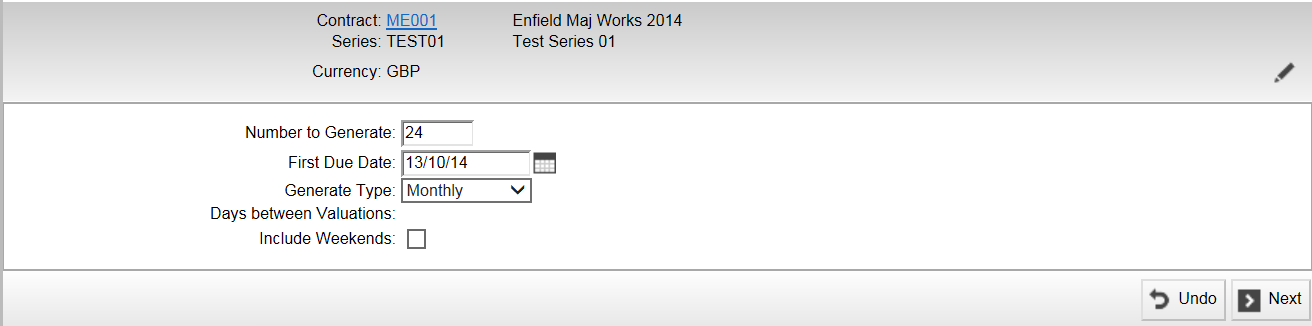 Contract: ME001 Enfield Maj Works 2014
Series: TEST01 Test Series 01
Currency: GBP
Number to Generate: 24
First Due Date: 13/10/14
Generate Type: Monthly
Days between Valuations:
Include Weekends:
Undo Next